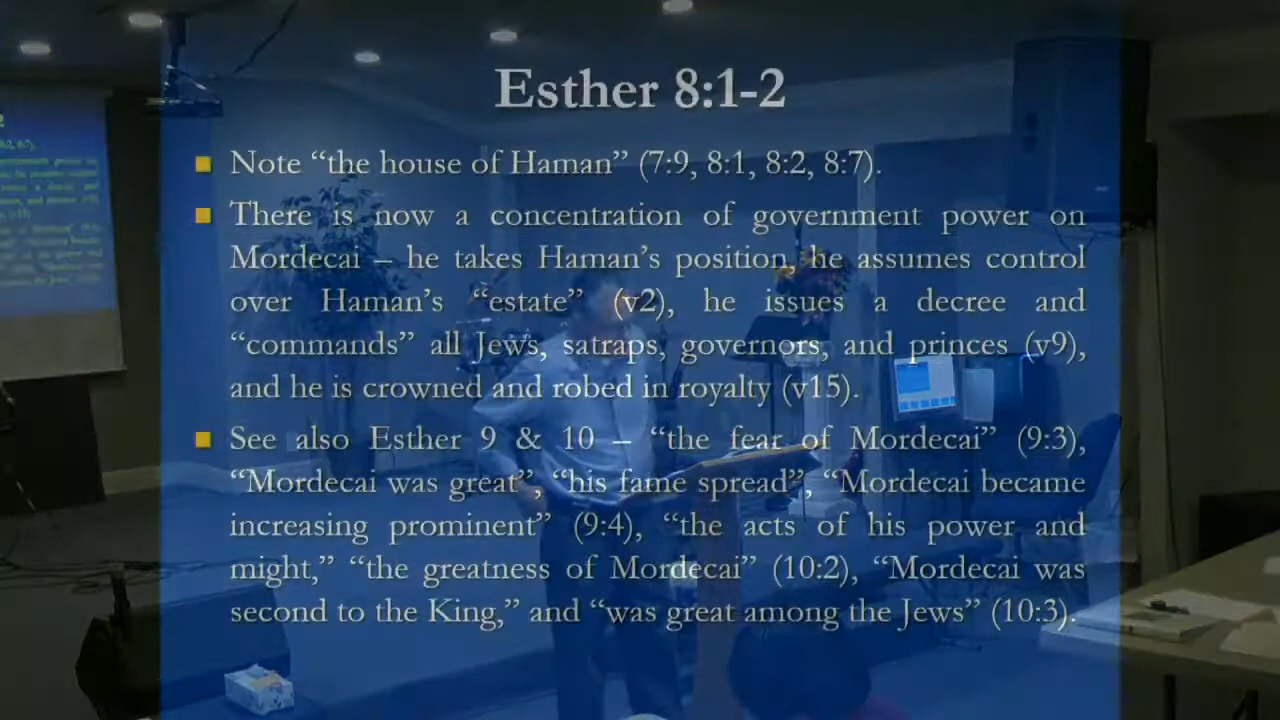 Esther 8:1-2
Note “the house of Haman” (7:9, 8:1, 8:2, 8:7).
There is now a concentration of government power on
Mordecai – he takes Haman’s position, he assumes control
over Haman’s “estate” (v2), he issues a decree and
“commands” all Jews, satraps, governors, and princes (v9),
and he is crowned and robed in royalty (v15).
See also Esther 9 & 10 – “the fear of Mordecai” (9:3),
“Mordecai was great”, “his fame spread”, “Mordecai became
increasing prominent” (9:4), “the acts of his power and
might,” “the greatness of Mordecai” (10:2), “Mordecai was
second to the King,” and “was great among the Jews” (10:3).